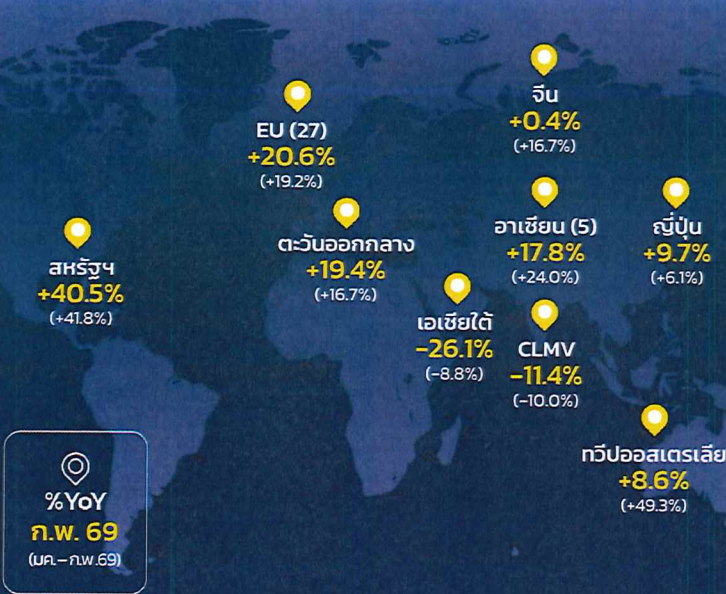 จีน
+0.4%
(+16.7%)
EU (27)
+20.6%
(+19.2%)
อาเซียน (5)
+17.8%
(+24.0%)
ญี่ปุ่น
+9.7%
(+6.1%)
ตะวันออกกลาง
+19.4%
(+16.7%)
สหรัฐฯ
+40.5%
(+41.8%)
เอเชียใต้
-26.1%
(-8.8%)
CLMV
-11.4%
(-10.0%)
ทวีปออสเตรเลีย
+8.6%
(+49.3%)
%YoY
ก.พ. 69
(มค.–ก.พ.69)